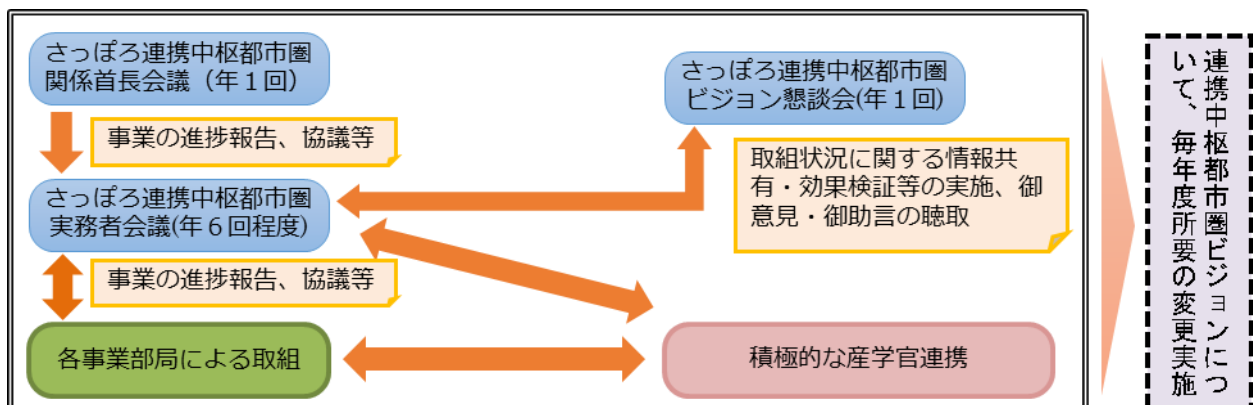 さっぽろ連携中枢都市圏
関係首長会議（年１回）
事業の進捗報告、協議等
さっぽろ連携中枢都市圏
実務者会議(年６回程度)
事業の進捗報告、協議等
各事業部局による取組
さっぽろ連携中枢都市圏
ビジョン懇談会(年１回)
取組状況に関する情報共
有・効果検証等の実施、御
意見・御助言の聴取
積極的な産学官連携
連携中枢都市圏ビジョンにつ
いて、毎年度所要の変更実施